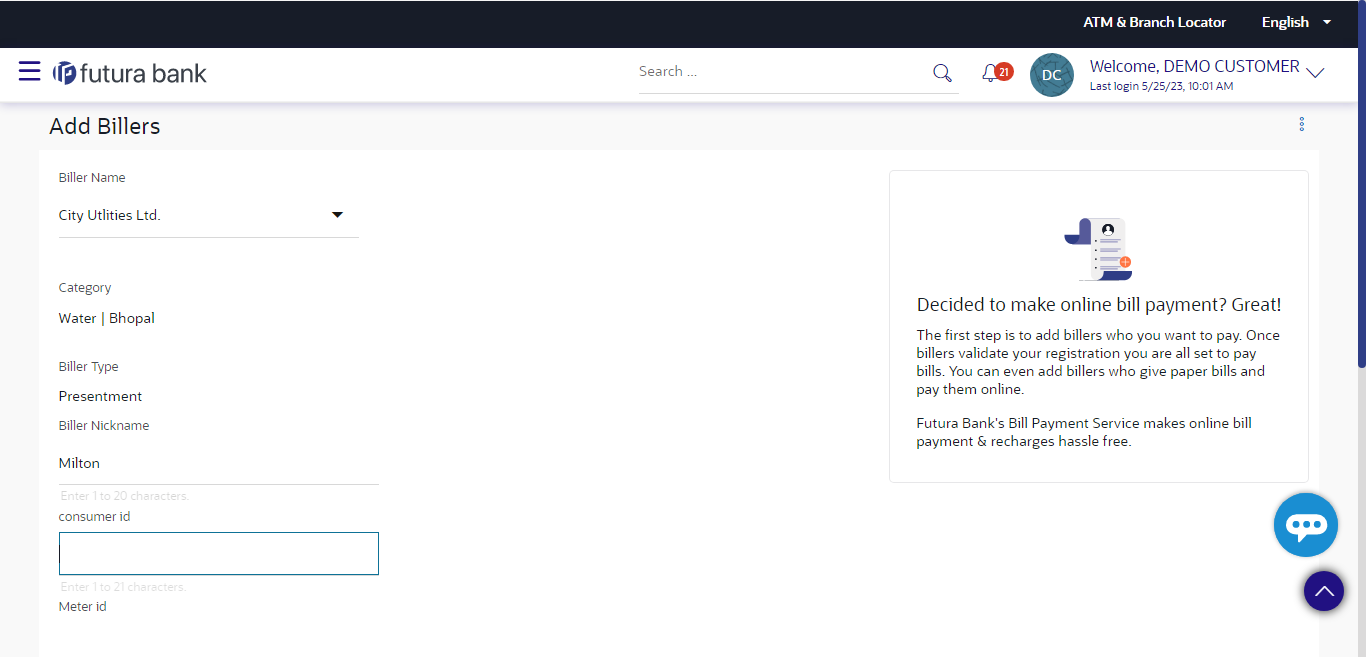 ATM & Branch Locator English
futura bank
Search ...
21
DC
Welcome, DEMO CUSTOMER
Last login 5/25/23, 10:01 AM
Add Billers
Biller Name
City Utlities Ltd.
Category
Water | Bhopal
Biller Type
Presentment
Biller Nickname
Milton
Enter 1 to 20 characters.
consumer id
Enter 1 to 21 characters.
Meter id
Decided to make online bill payment? Great!
The first step is to add billers who you want to pay. Once
billers validate your registration you are all set to pay
bills. You can even add billers who give paper bills and
pay them online.
Futura Bank's Bill Payment Service makes online bill
payment & recharges hassle free.